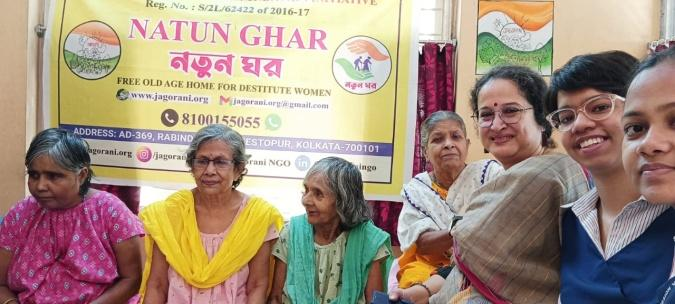 INITIATIVE
Reg. No. : S/2L/62422 of 2016-17
NATUN GHAR
নতুন ঘর
FREE OLD AGE HOME FOR DESTITUTE WOMEN
www.jagorani.org jagorani.org@gmail.com
8100155055
ADDRESS: AD-369, RABIND ESTOPUR, KOLKATA-700101
jagorani.org /jagorani NGO
নতুন ঘর